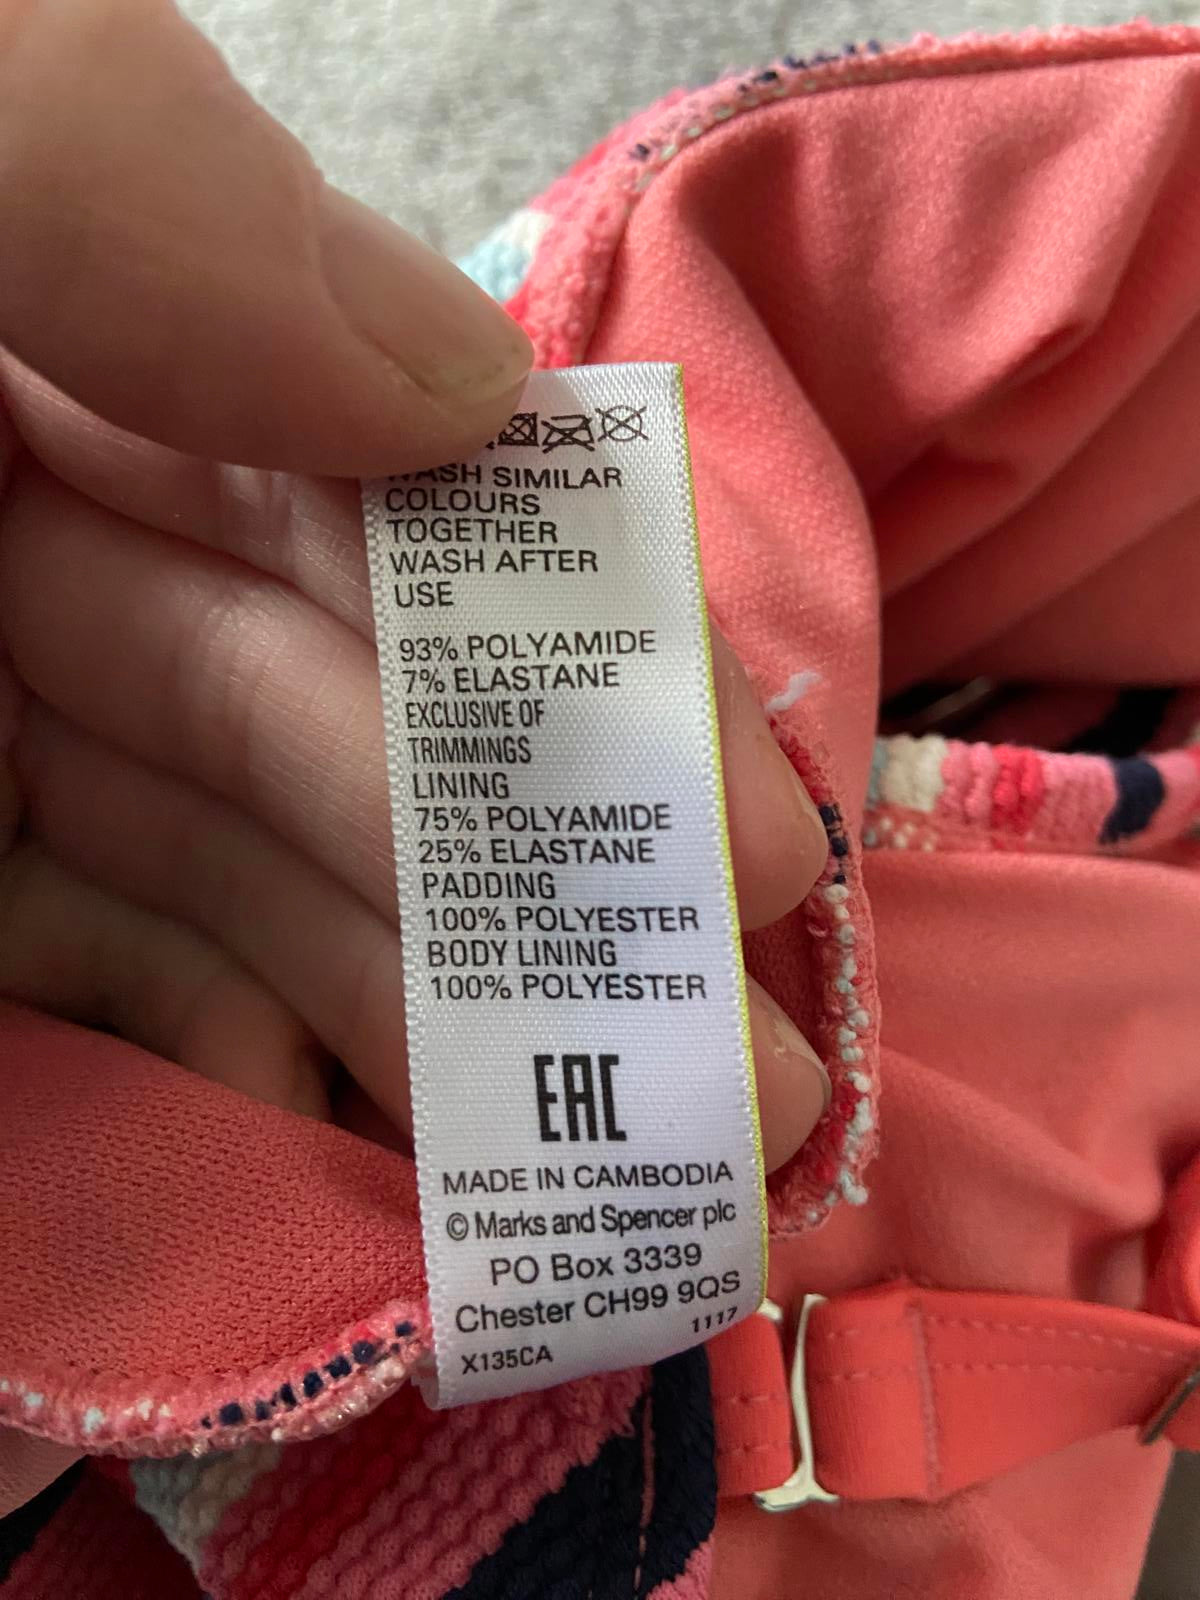 WASH SIMILAR
COLOURS
TOGETHER
WASH AFTER
USE
93% POLYAMIDE
7% ELASTANE
EXCLUSIVE OF
TRIMMINGS
LINING
75% POLYAMIDE
25% ELASTANE
PADDING
100% POLYESTER
BODY LINING
100% POLYESTER
EAC
MADE IN CAMBODIA
© Marks and Spencer plc
PO Box 3339
Chester CH99 9QS
1117
X135CA